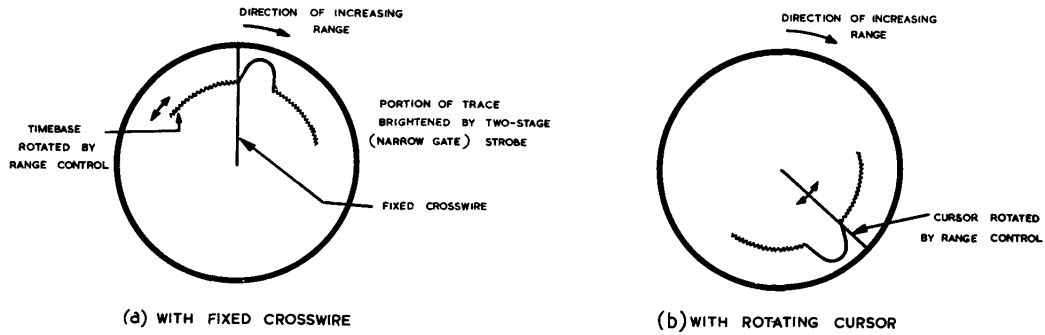 DIRECTION OF INCREASING
RANGE
TIMEBASE
ROTATED BY
RANGE CONTROL
PORTION OF TRACE
BRIGHTENED BY TWO-STAGE
(NARROW GATE) STROBE
FIXED CROSSWIRE
(a) WITH FIXED CROSSWIRE
DIRECTION OF INCREASING
RANGE
CURSOR ROTATED
BY RANGE CONTROL
(b) WITH ROTATING CURSOR